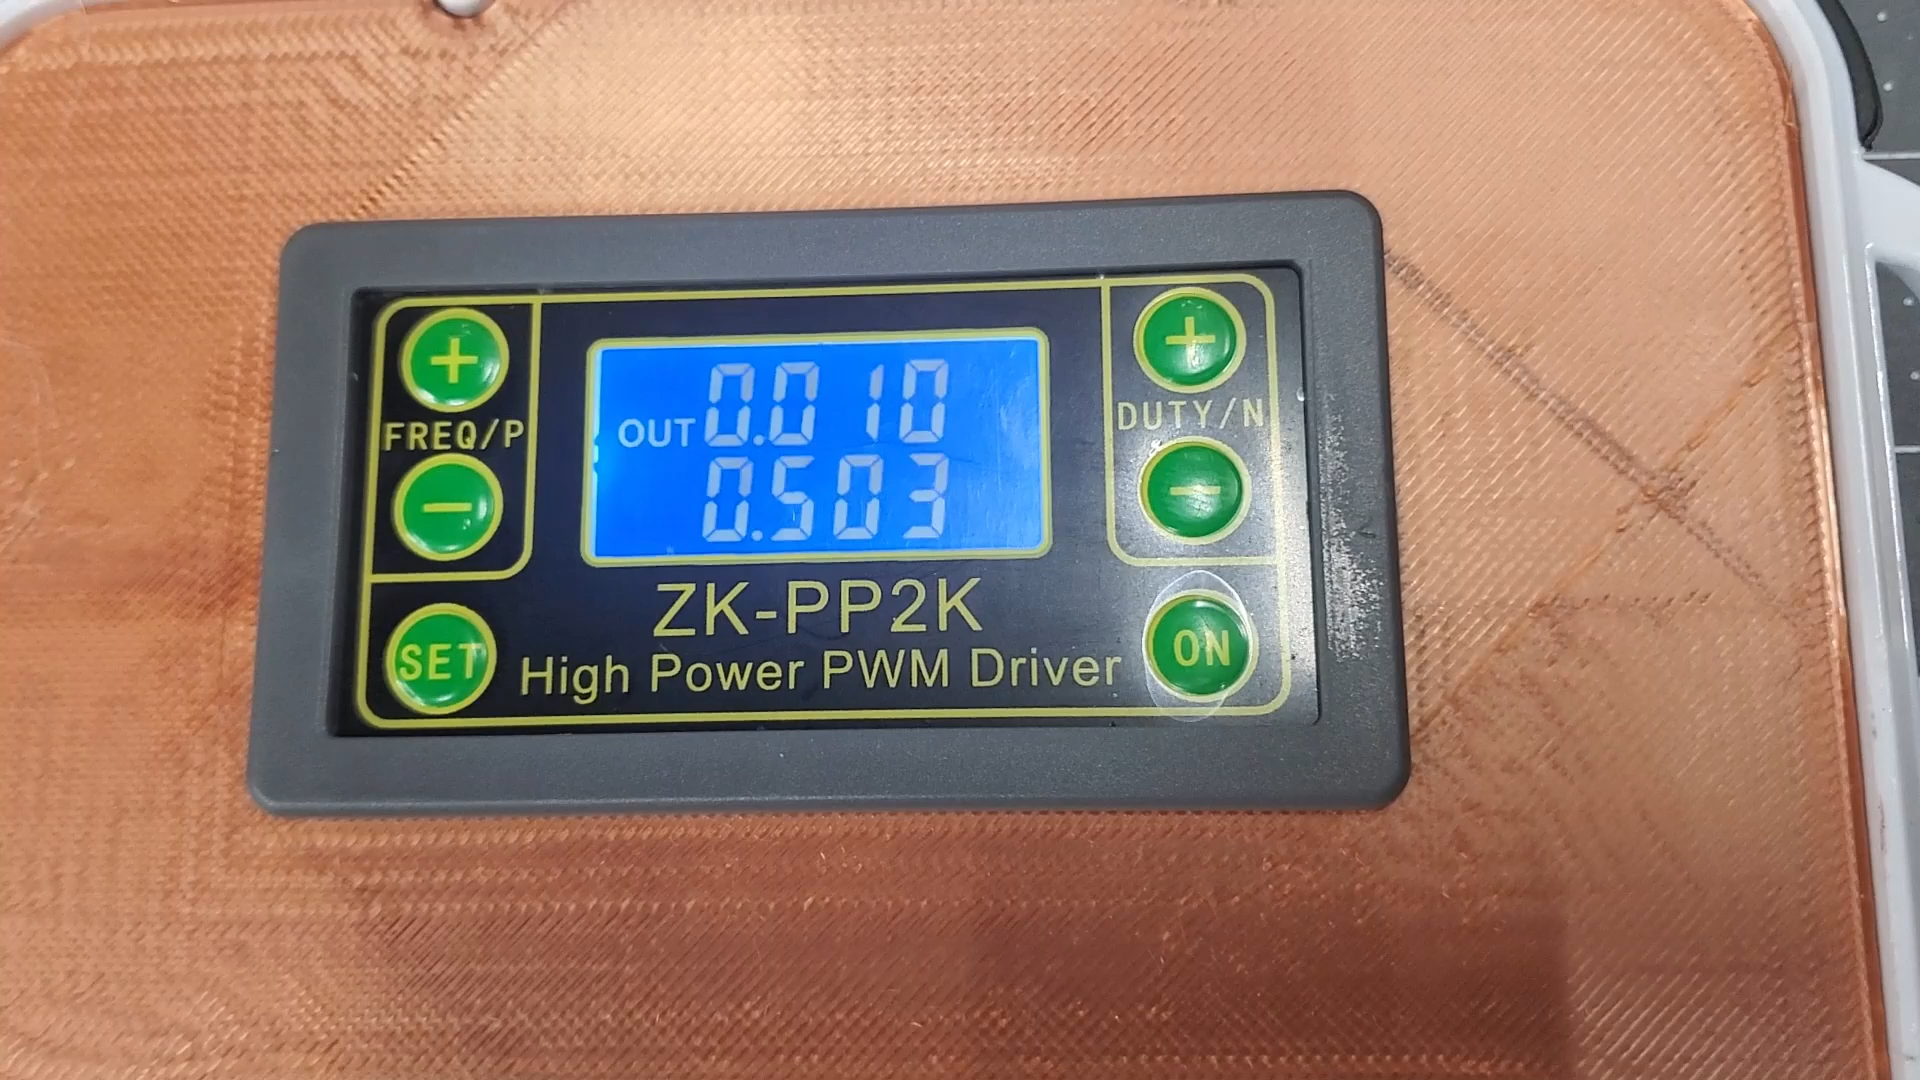 + +
OUT 0.010
FREQ/P DUTY/N
0.503
- -
ZK-PP2K
SET High Power PWM Driver ON